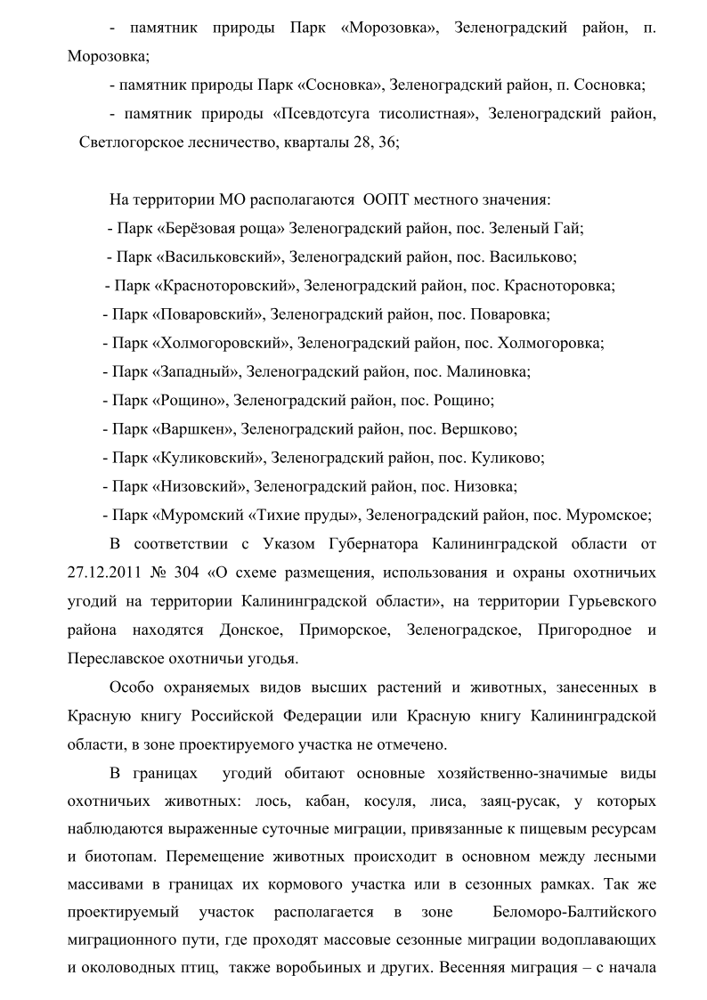 - памятник природы Парк «Морозовка», Зеленоградский район, п.
Морозовка;
- памятник природы Парк «Сосновка», Зеленоградский район, п. Сосновка;
- памятник природы «Псевдотсуга тисолистная», Зеленоградский район,
Светлогорское лесничество, кварталы 28, 36;
На территории МО располагаются ООПТ местного значения:
- Парк «Берёзовая роща» Зеленоградский район, пос. Зеленый Гай;
- Парк «Васильковский», Зеленоградский район, пос. Васильково;
- Парк «Красноторовский», Зеленоградский район, пос. Красноторовка;
- Парк «Поваровский», Зеленоградский район, пос. Поваровка;
- Парк «Холмогоровский», Зеленоградский район, пос. Холмогоровка;
- Парк «Западный», Зеленоградский район, пос. Малиновка;
- Парк «Рощино», Зеленоградский район, пос. Рощино;
- Парк «Варшкен», Зеленоградский район, пос. Вершково;
- Парк «Куликовский», Зеленоградский район, пос. Куликово;
- Парк «Низовский», Зеленоградский район, пос. Низовка;
- Парк «Муромский «Тихие пруды», Зеленоградский район, пос. Муромское;
В соответствии с Указом Губернатора Калининградской области от
27.12.2011 № 304 «О схеме размещения, использования и охраны охотничьих
угодий на территории Калининградской области», на территории Гурьевского
района находятся Донское, Приморское, Зеленоградское, Пригородное и
Переславское охотничьи угодья.
Особо охраняемых видов высших растений и животных, занесенных в
Красную книгу Российской Федерации или Красную книгу Калининградской
области, в зоне проектируемого участка не отмечено.
В границах угодий обитают основные хозяйственно-значимые виды
охотничьих животных: лось, кабан, косуля, лиса, заяц-русак, у которых
наблюдаются выраженные суточные миграции, привязанные к пищевым ресурсам
и биотопам. Перемещение животных происходит в основном между лесными
массивами в границах их кормового участка или в сезонных рамках. Так же
проектируемый участок располагается в зоне Беломоро-Балтийского
миграционного пути, где проходят массовые сезонные миграции водоплавающих
и околоводных птиц, также воробьиных и других. Весенняя миграция – с начала